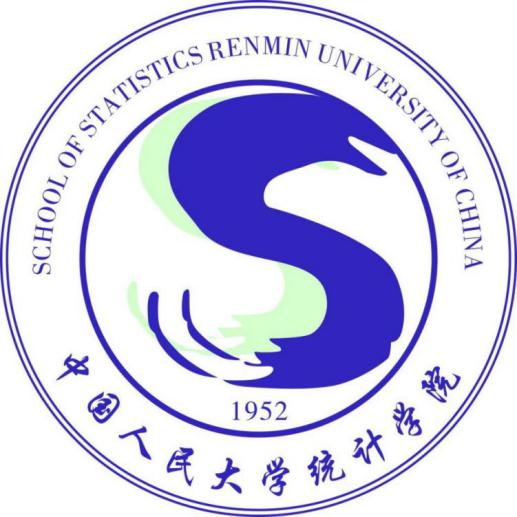 SCHOOL OF STATISTICS RENMIN UNIVERSITY OF CHINA
1952
中国人民大学统计学院